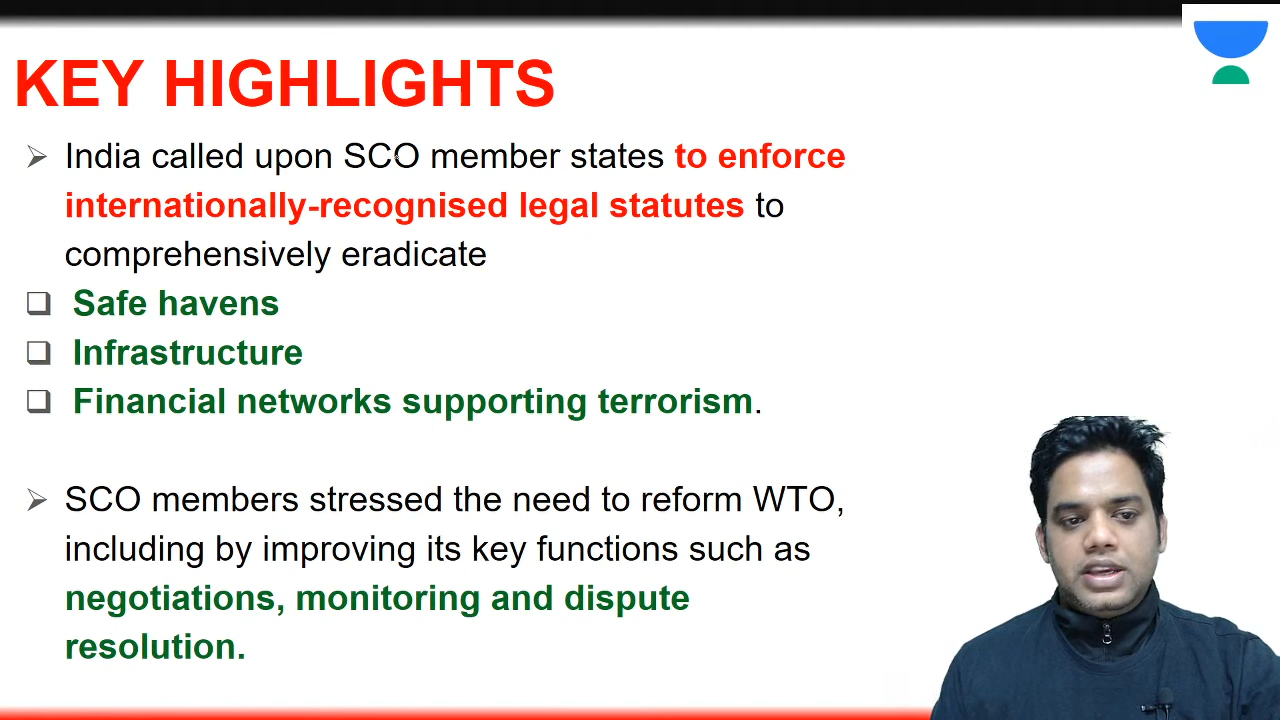 KEY HIGHLIGHTS
India called upon SCO member states to enforce
internationally-recognised legal statutes to
comprehensively eradicate
Safe havens
Infrastructure
Financial networks supporting terrorism.
SCO members stressed the need to reform WTO,
including by improving its key functions such as
negotiations, monitoring and dispute
resolution.